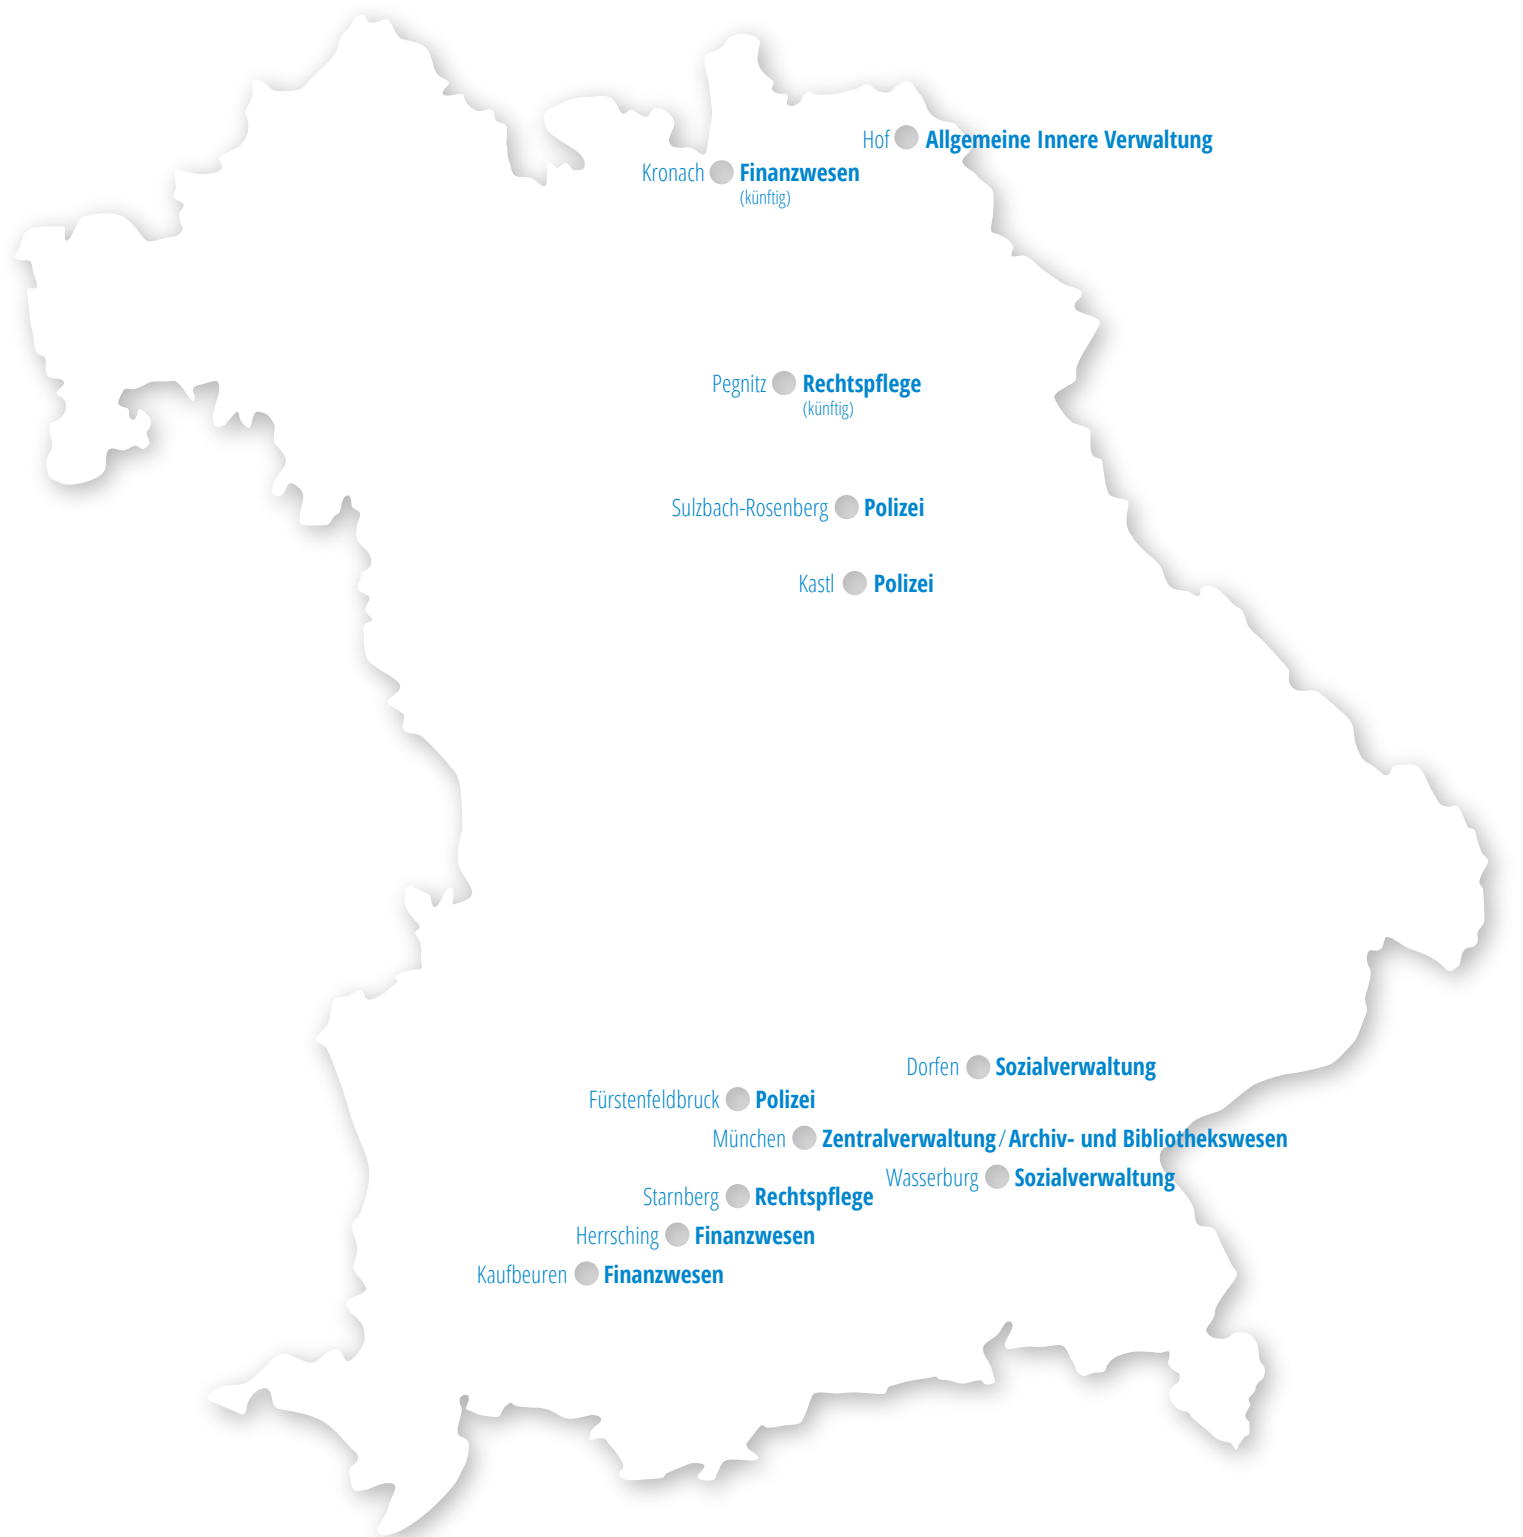 Hof Allgemeine Innere Verwaltung
Kronach Finanzwesen
(künftig)
Pegnitz Rechtspflege
(künftig)
Sulzbach-Rosenberg Polizei
Kastl Polizei
Dorfen Sozialverwaltung
Fürstenfeldbruck Polizei
München Zentralverwaltung / Archiv- und Bibliothekswesen
Wasserburg Sozialverwaltung
Starnberg Rechtspflege
Herrsching Finanzwesen
Kaufbeuren Finanzwesen